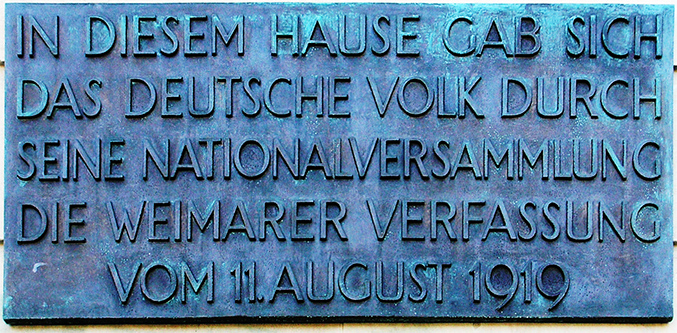 IN DIESEM HAUSE GAB SICH
DAS DEUTSCHE VOLK DURCH
SEINE NATIONALVERSAMMLUNG
DIE WEIMARER VERFASSUNG
VOM 11. AUGUST 1919